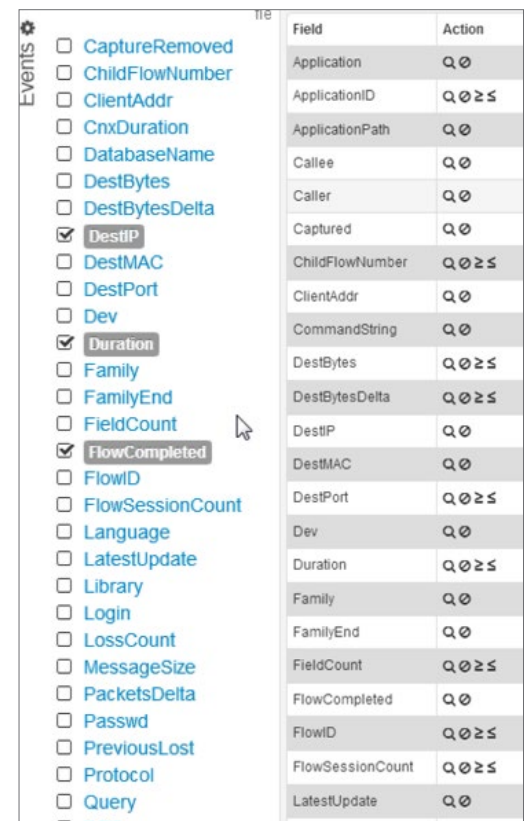 Events
CaptureRemoved
ChildFlowNumber
ClientAddr
CnxDuration
DatabaseName
DestBytes
DestBytesDelta
DestIP
DestMAC
DestPort
Dev
Duration
Family
FamilyEnd
FieldCount
FlowCompleted
FlowID
FlowSessionCount
Language
LatestUpdate
Library
Login
LossCount
MessageSize
PacketsDelta
Passwd
PreviousLost
Protocol
Query
Field Action
Application
ApplicationID ≥ ≤
ApplicationPath
Callee
Caller
Captured
ChildFlowNumber ≥ ≤
ClientAddr
CommandString
DestBytes ≥ ≤
DestBytesDelta ≥ ≤
DestIP
DestMAC
DestPort ≥ ≤
Dev
Duration ≥ ≤
Family
FamilyEnd
FieldCount ≥ ≤
FlowCompleted
FlowID ≥ ≤
FlowSessionCount ≥ ≤
LatestUpdate